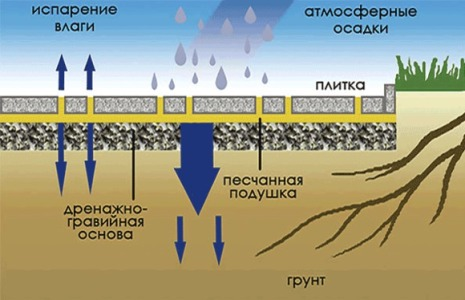 испарение
влаги
атмосферные
осадки
плитка
песчанная
подушка
дренажно-
гравийная
основа
грунт